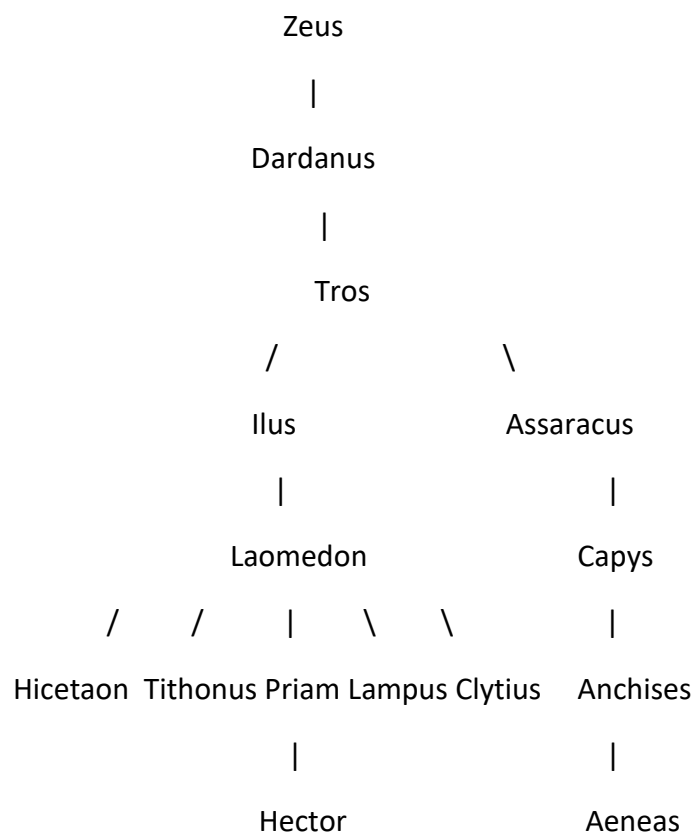 Zeus
|
Dardanus
|
Tros
/ \
Ilus Assaracus
| |
Laomedon Capys
/ / | \ \ |
Hicetaon Tithonus Priam Lampus Clytius Anchises
| |
Hector Aeneas